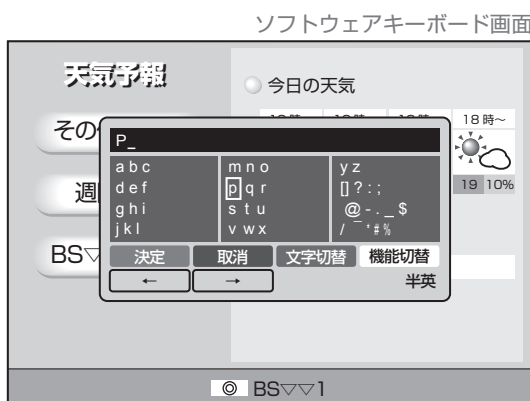 ソフトウェアキーボード画面
天気予報
今日の天気
その
18時~
P_
abc mno yz
def pqr []?:;
ghi stu @-._$
jkl vwx /¯'#%
週
19 10%
BS▽
決定 取消 文字切替 機能切替
← → 半英
◎ BS▽▽1